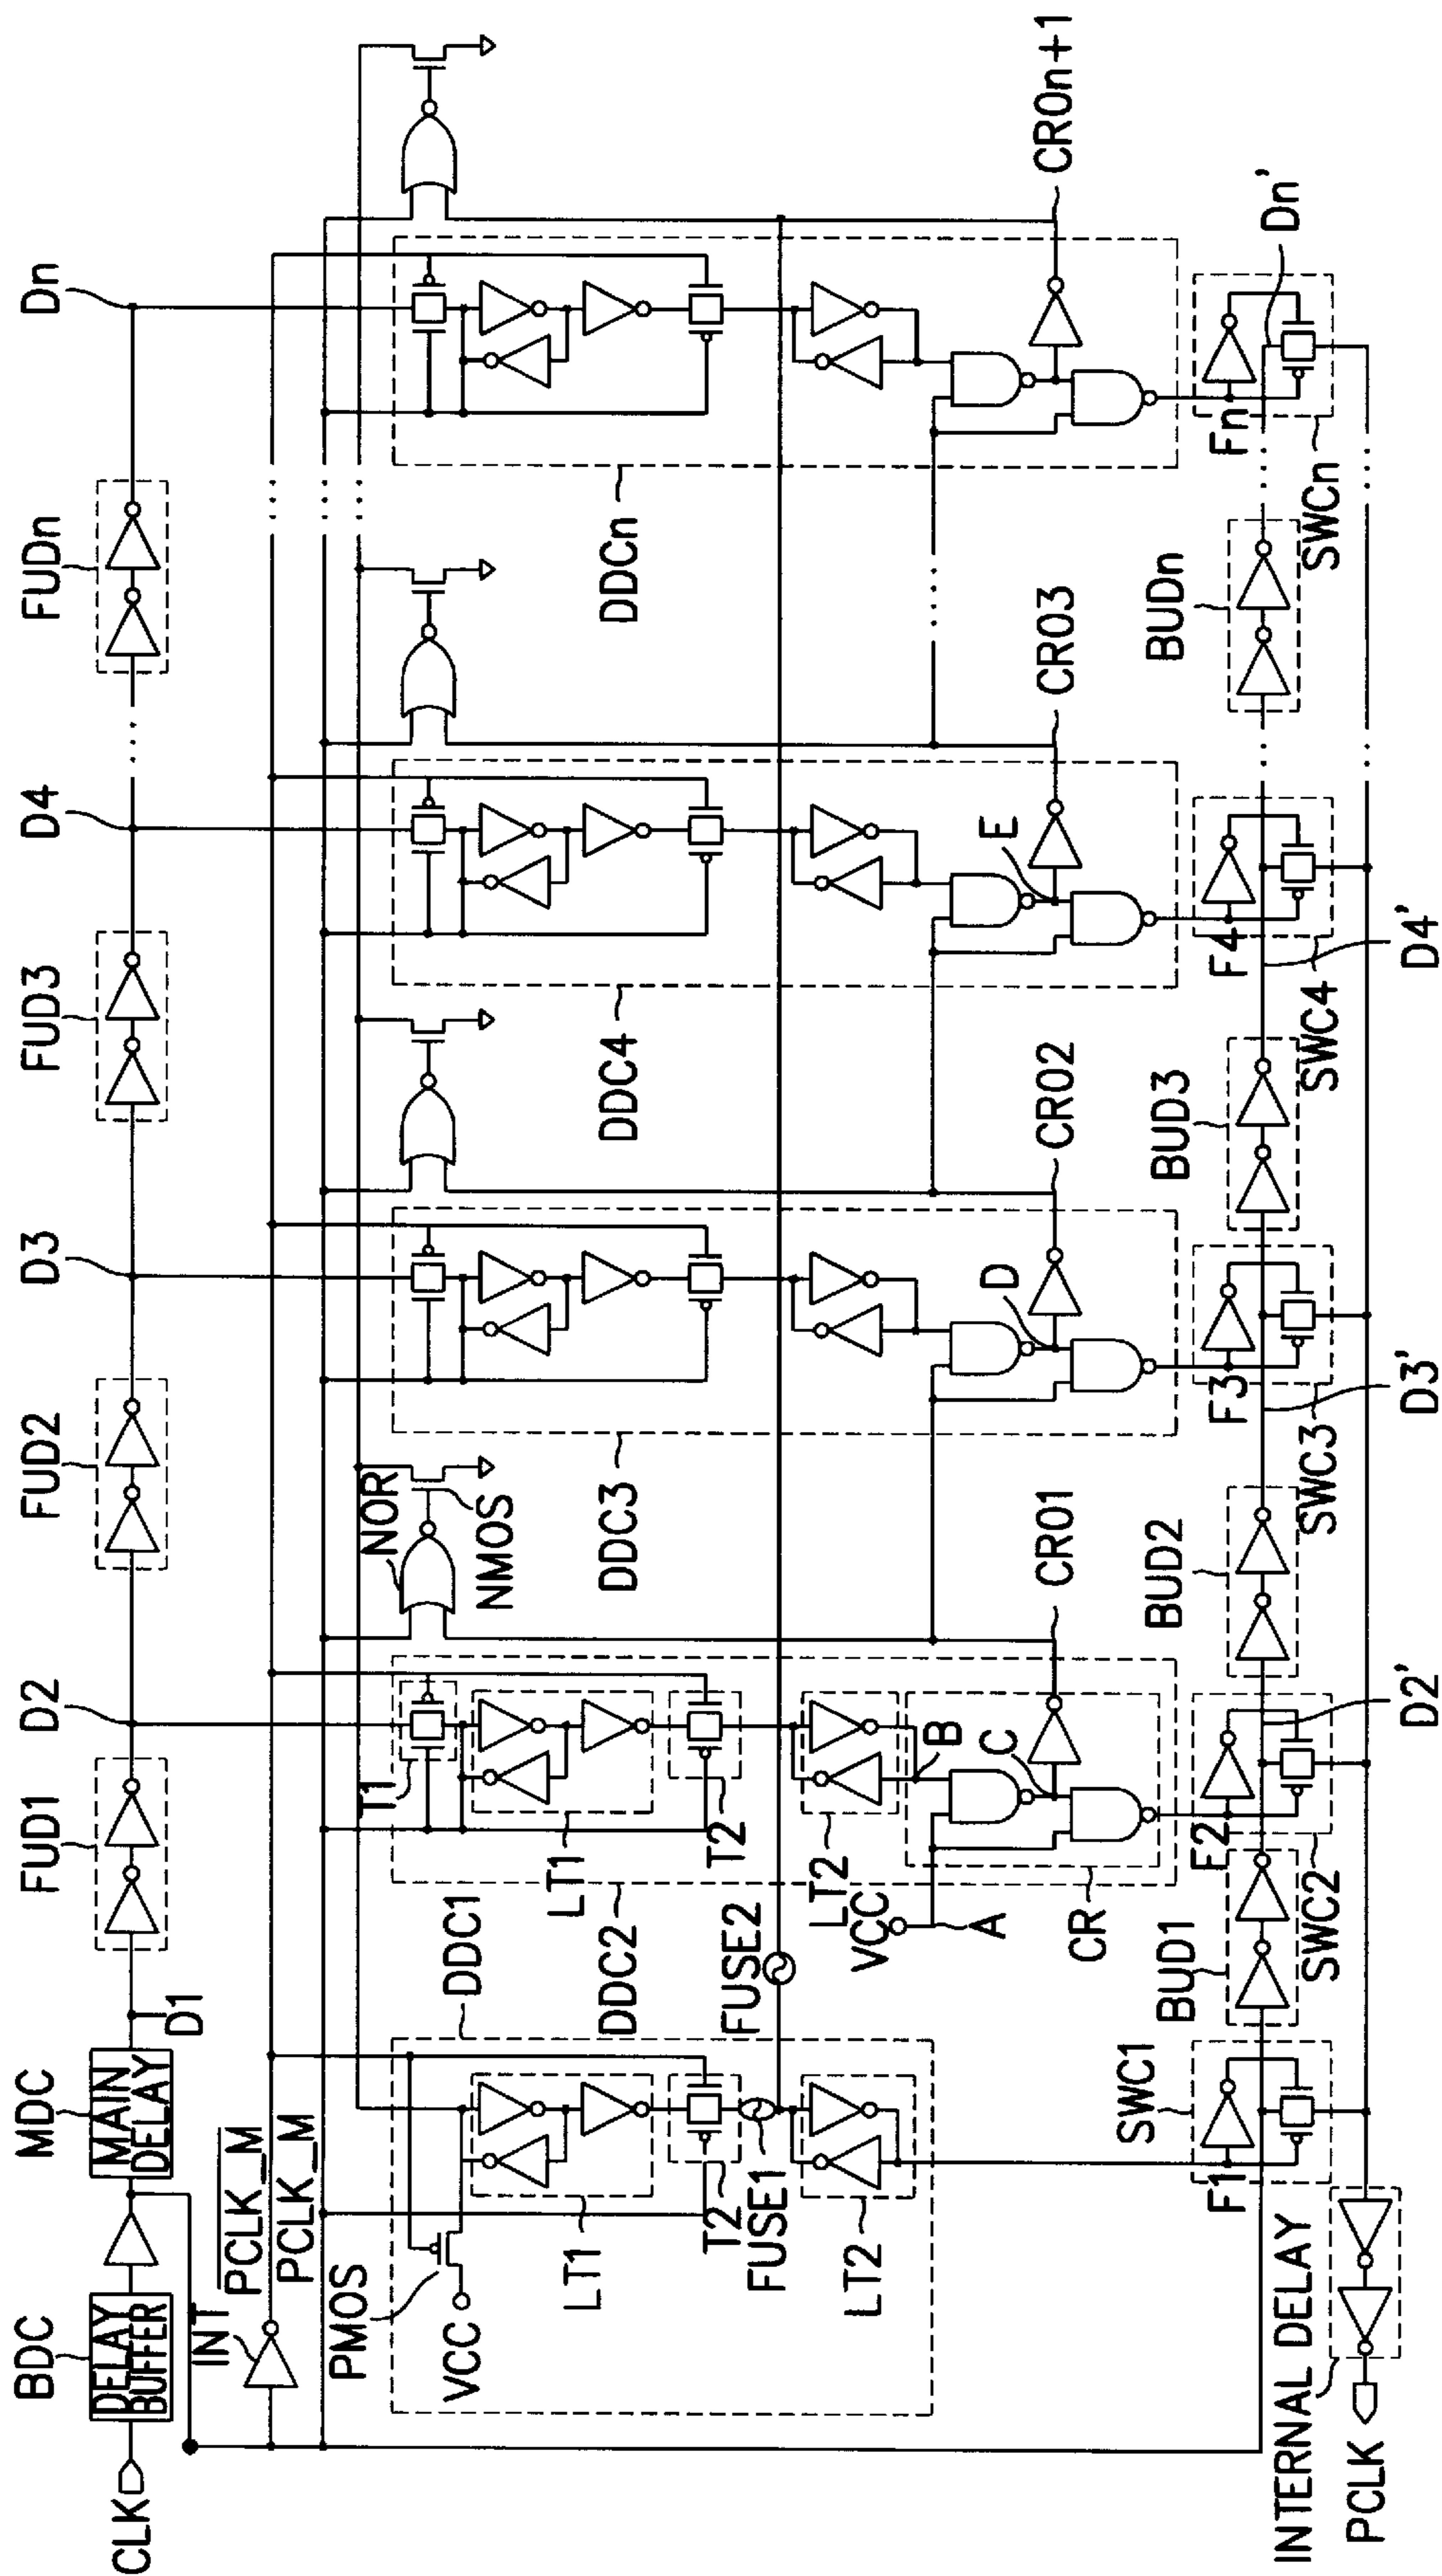 CLK
BDC
DELAY
BUFFER
MDC
MAIN
DELAY
D1
FUD1
D2
FUD2
D3
FUD3
D4
FUDn
Dn
INT
PCLK_M
PCLK_M
PMOS
VCC
LT1
DDC1
T2
FUSE1
FUSE2
LT2
T1
LT1
DDC2
T2
LT2
VCC
A
B
C
CR
NOR
NMOS
CR01
DDC3
D
CR02
DDC4
E
CR03
DDCn
CR0n+1
SWC1
F1
BUD1
F2
SWC2
D2'
BUD2
F3
SWC3
D3'
BUD3
F4
SWC4
D4'
BUDn
Fn
SWCn
Dn'
INTERNAL DELAY
PCLK